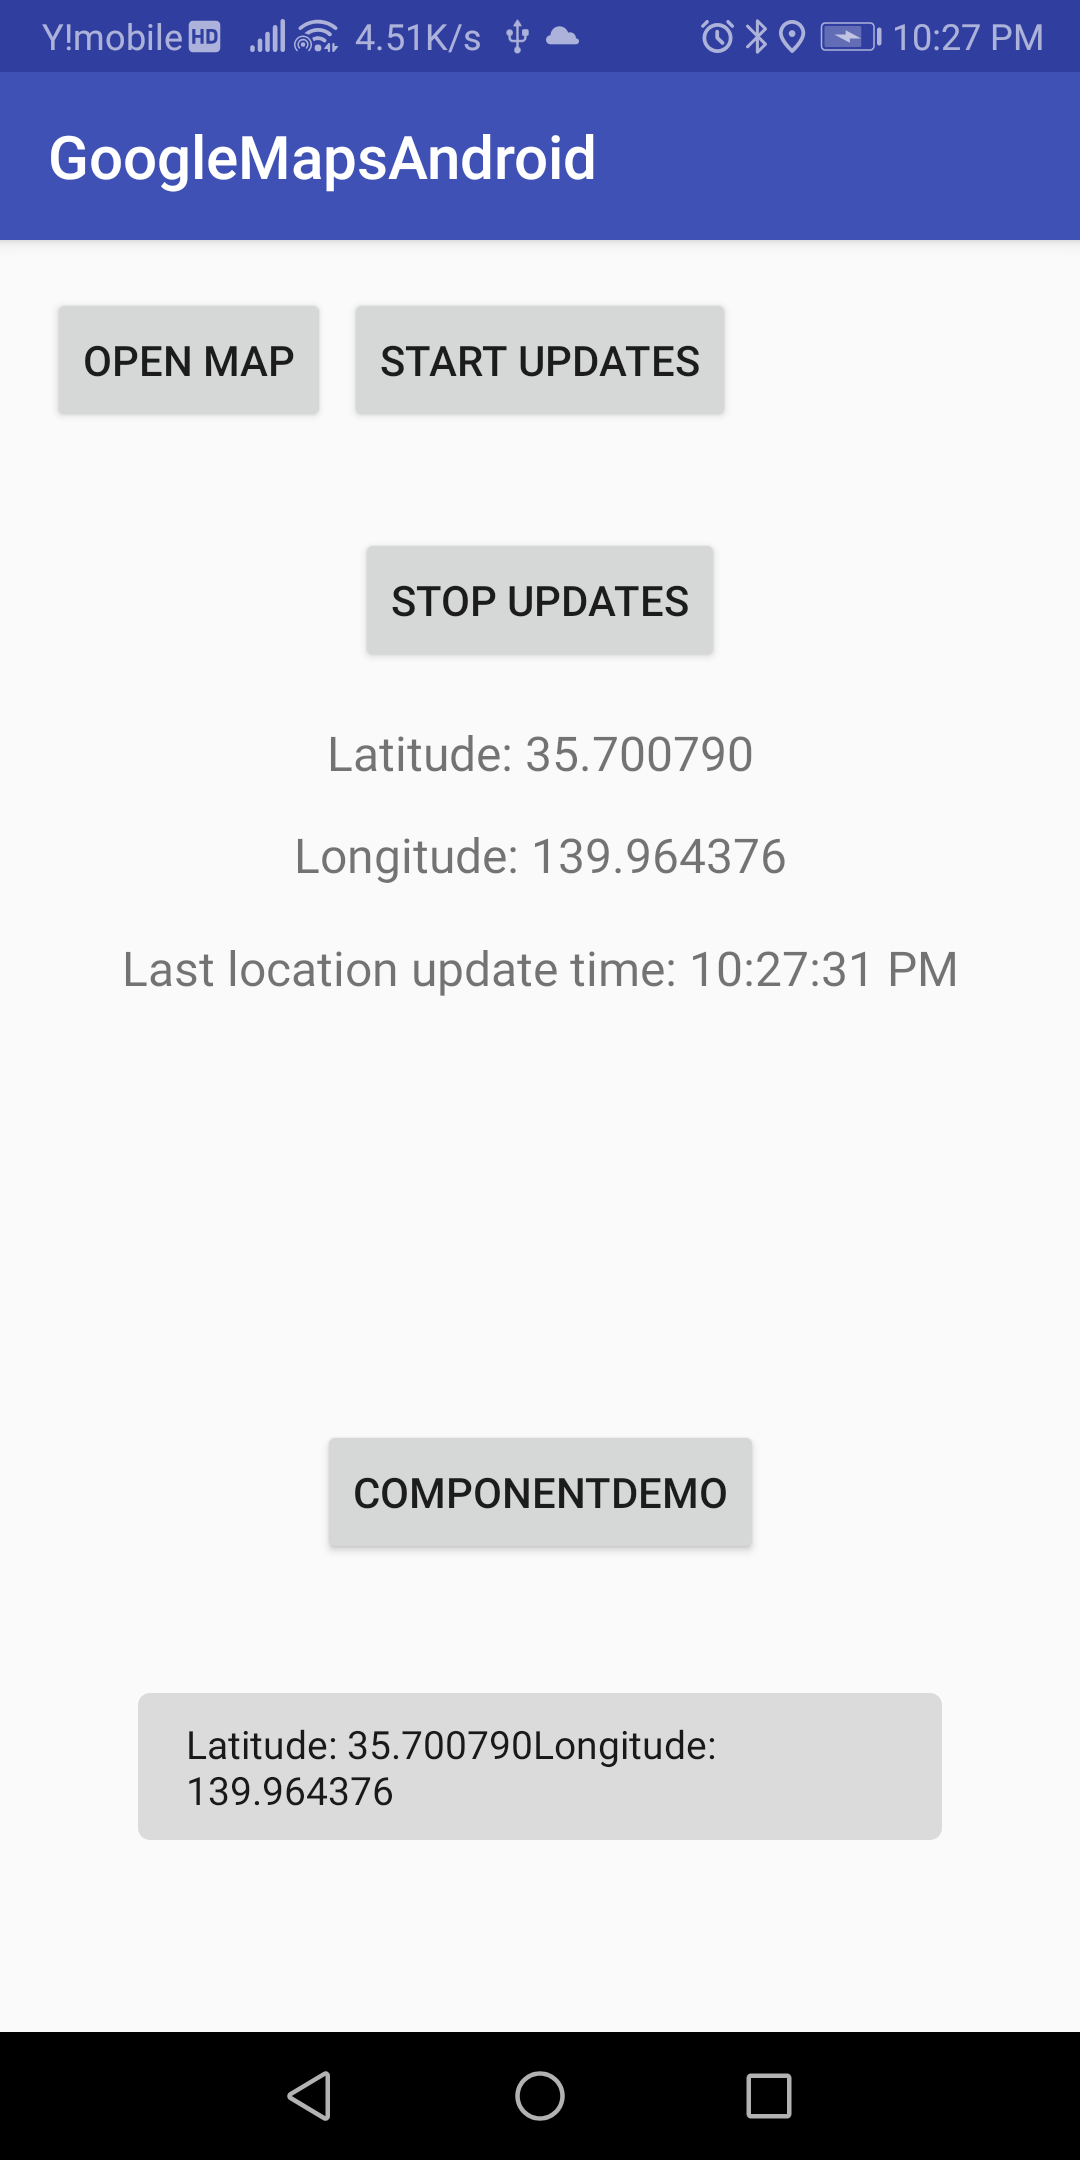 Y!mobile HD 4.51K/s 10:27 PM
GoogleMapsAndroid
OPEN MAP START UPDATES
STOP UPDATES
Latitude: 35.700790
Longitude: 139.964376
Last location update time: 10:27:31 PM
COMPONENTDEMO
Latitude: 35.700790Longitude:
139.964376